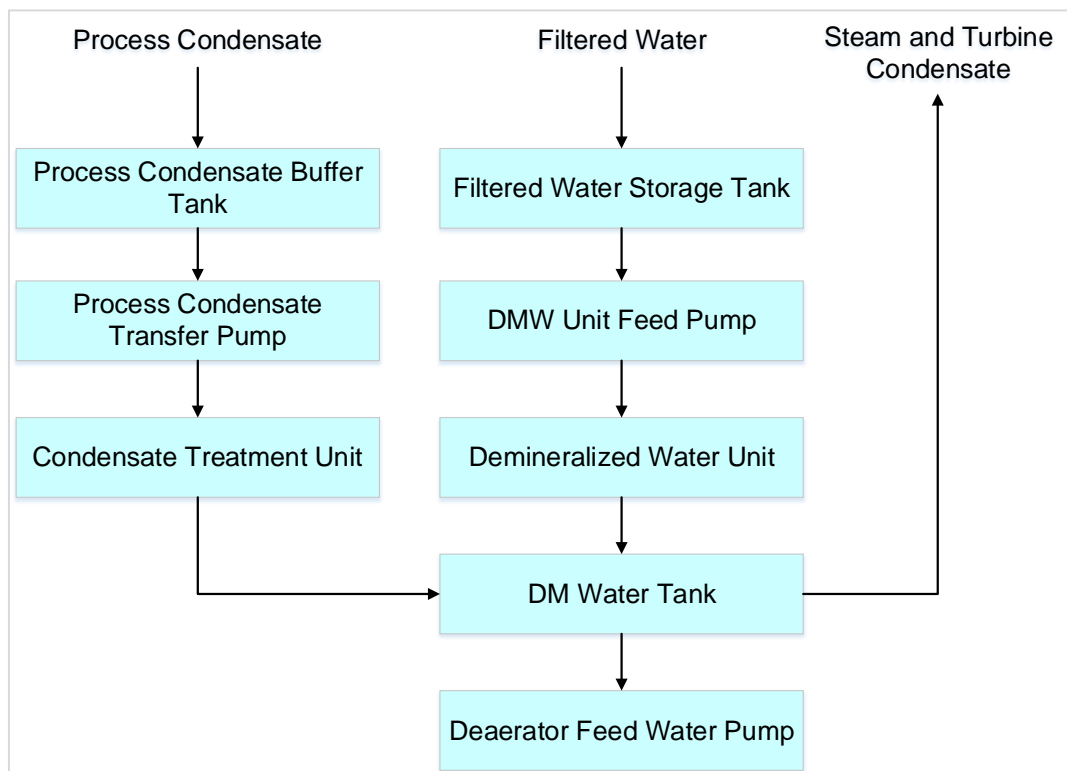 Process Condensate
Filtered Water
Steam and Turbine
Condensate
Process Condensate Buffer
Tank
Filtered Water Storage Tank
Process Condensate
Transfer Pump
DMW Unit Feed Pump
Condensate Treatment Unit
Demineralized Water Unit
DM Water Tank
Deaerator Feed Water Pump